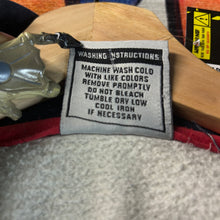 WASHING INSTRUCTIONS
MACHINE WASH COLD
WITH LIKE COLORS
REMOVE PROMPTLY
DO NOT BLEACH
TUMBLE DRY LOW
COOL IRON
IF NECESSARY